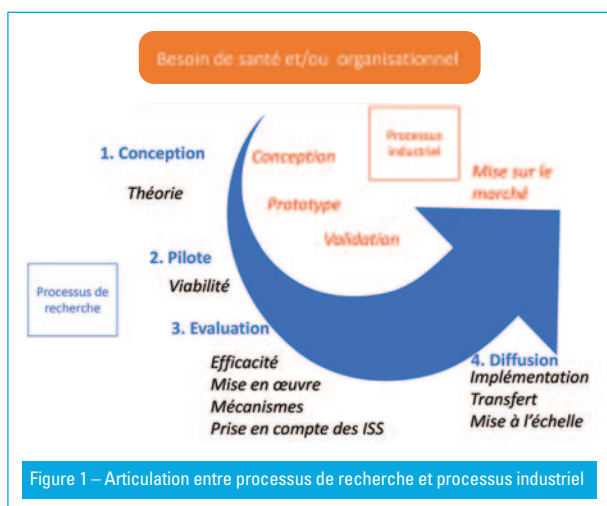 Besoin de santé et/ou organisationnel
Processus
industriel
1. Conception
Conception
Théorie
Prototype
Mise sur le
marché
Validation
2. Pilote
Viabilité
Processus de
recherche
3. Evaluation
Efficacité
Mise en œuvre
Mécanismes
Prise en compte des ISS
4. Diffusion
Implémentation
Transfert
Mise à l'échelle
Figure 1 – Articulation entre processus de recherche et processus industriel